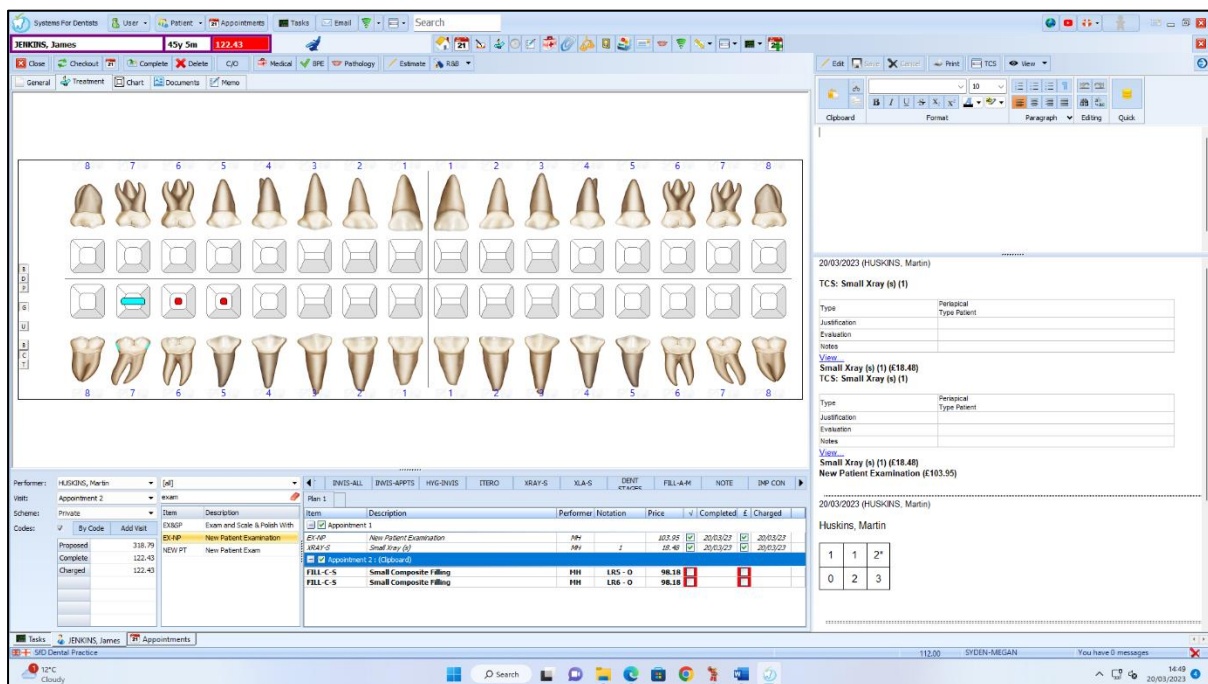 Systems For Dentists User Patient Appointments Tasks Email Search
JENKINS, James 45y 5m 122.43
Close Checkout Complete Delete C/O Medical BPE Pathology Estimate R&B
General Treatment Chart Documents Memo
8 7 6 5 4 3 2 1 1 2 3 4 5 6 7 8
B
D
P
G
U
B
C
T
8 7 6 5 4 3 2 1 1 2 3 4 5 6 7 8
Performer: HUSKINS, Martin
Visit: Appointment 2
Scheme: Private
Codes: By Code Add Visit
Proposed 318.79
Complete 122.43
Charged 122.43
[all]
exam
Item Description
EX&SP Exam and Scale & Polish With
EX-NP New Patient Examination
NEW PT New Patient Exam
INVIS-ALL INVIS-APPTS HYG-INVIS ITERO XRAY-S XLA-S DENT STAGES FILL-A-M NOTE IMP CON
Plan 1
Item Description Performer Notation Price √ Completed £ Charged
Appointment 1
EX-NP New Patient Examination MH 103.95 20/03/23 20/03/23
XRAY-S Small Xray (s) MH 1 18.48 20/03/23 20/03/23
Appointment 2 : (Clipboard)
FILL-C-S Small Composite Filling MH LR5 - O 98.18
FILL-C-S Small Composite Filling MH LR6 - O 98.18
Edit Save Cancel Print TCS View
10
B I U S X₂ X² A
Clipboard Format Paragraph Editing Quick
20/03/2023 (HUSKINS, Martin)
TCS: Small Xray (s) (1)
Type Periapical
Type Patient
Justification
Evaluation
Notes
View...
Small Xray (s) (1) (£18.48)
TCS: Small Xray (s) (1)
Type Periapical
Type Patient
Justification
Evaluation
Notes
View...
Small Xray (s) (1) (£18.48)
New Patient Examination (£103.95)
20/03/2023 (HUSKINS, Martin)
Huskins, Martin
1 1 2*
0 2 3
Tasks JENKINS, James Appointments
SfD Dental Practice 112.00 SYDEN-MEGAN You have 0 messages
12°C
Cloudy
Search
14:49
20/03/2023